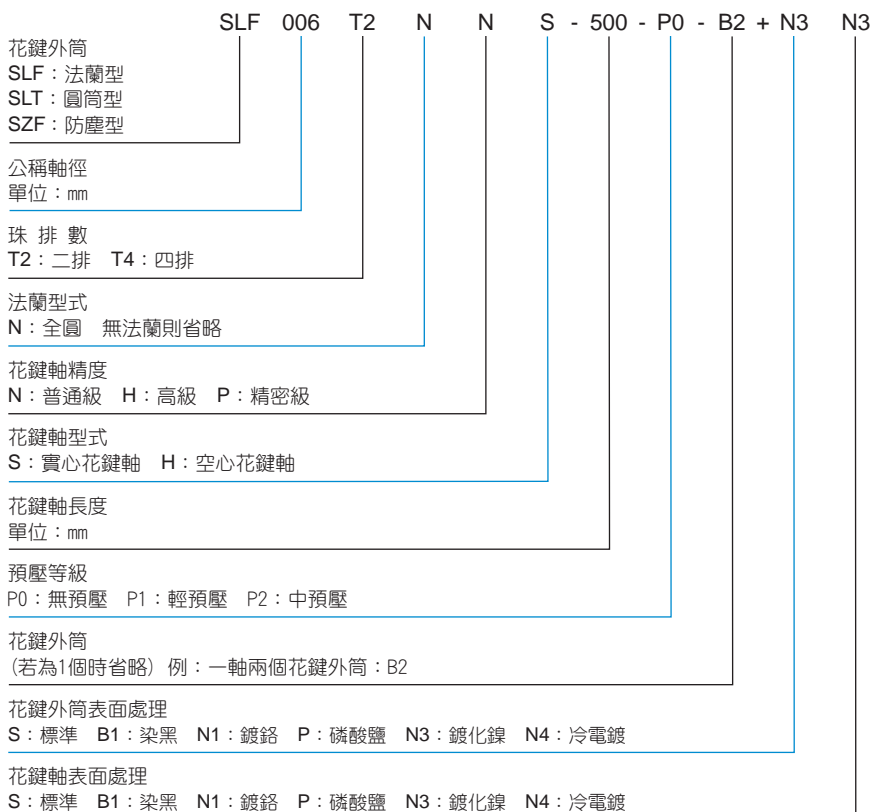 SLF 006 T2 N N S - 500 - P0 - B2 + N3 N3
花鍵外筒
SLF：法蘭型
SLT：圓筒型
SZF：防塵型
公稱軸徑
單位：mm
珠 排 數
T2：二排 T4：四排
法蘭型式
N：全圓 無法蘭則省略
花鍵軸精度
N：普通級 H：高級 P：精密級
花鍵軸型式
S：實心花鍵軸 H：空心花鍵軸
花鍵軸長度
單位：mm
預壓等級
P0：無預壓 P1：輕預壓 P2：中預壓
花鍵外筒
(若為1個時省略) 例：一軸兩個花鍵外筒：B2
花鍵外筒表面處理
S：標準 B1：染黑 N1：鍍鉻 P：磷酸鹽 N3：鍍化鎳 N4：冷電鍍
花鍵軸表面處理
S：標準 B1：染黑 N1：鍍鉻 P：磷酸鹽 N3：鍍化鎳 N4：冷電鍍